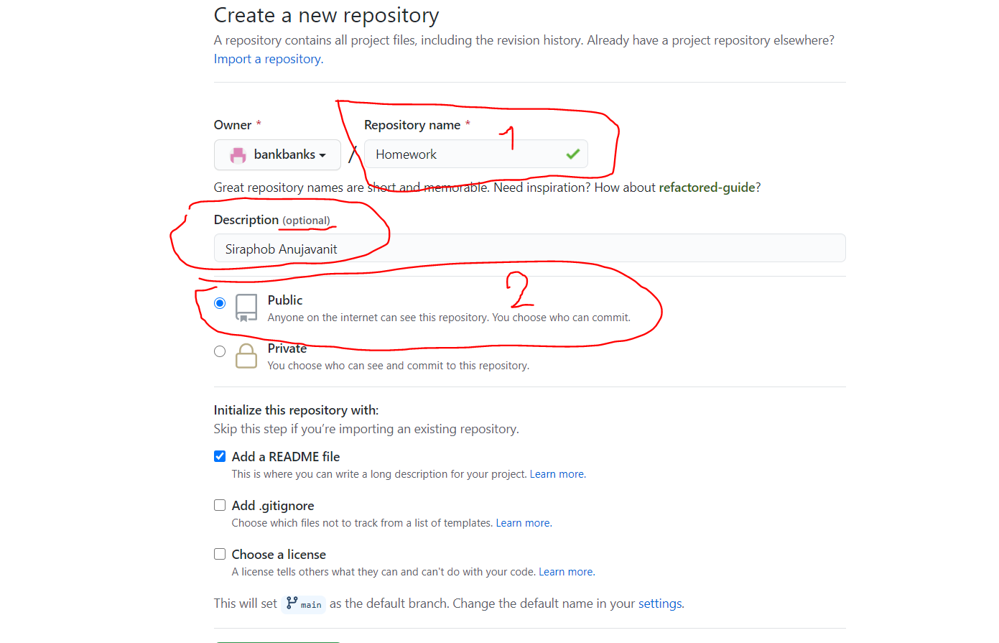 Create a new repository
A repository contains all project files, including the revision history. Already have a project repository elsewhere?
Import a repository.
Owner *
Repository name *
1
bankbanks
/
Homework
Great repository names are short and memorable. Need inspiration? How about refactored-guide?
Description (optional)
Siraphob Anujavanit
2
Public
Anyone on the internet can see this repository. You choose who can commit.
Private
You choose who can see and commit to this repository.
Initialize this repository with:
Skip this step if you’re importing an existing repository.
Add a README file
This is where you can write a long description for your project. Learn more.
Add .gitignore
Choose which files not to track from a list of templates. Learn more.
Choose a license
A license tells others what they can and can't do with your code. Learn more.
This will set main as the default branch. Change the default name in your settings.